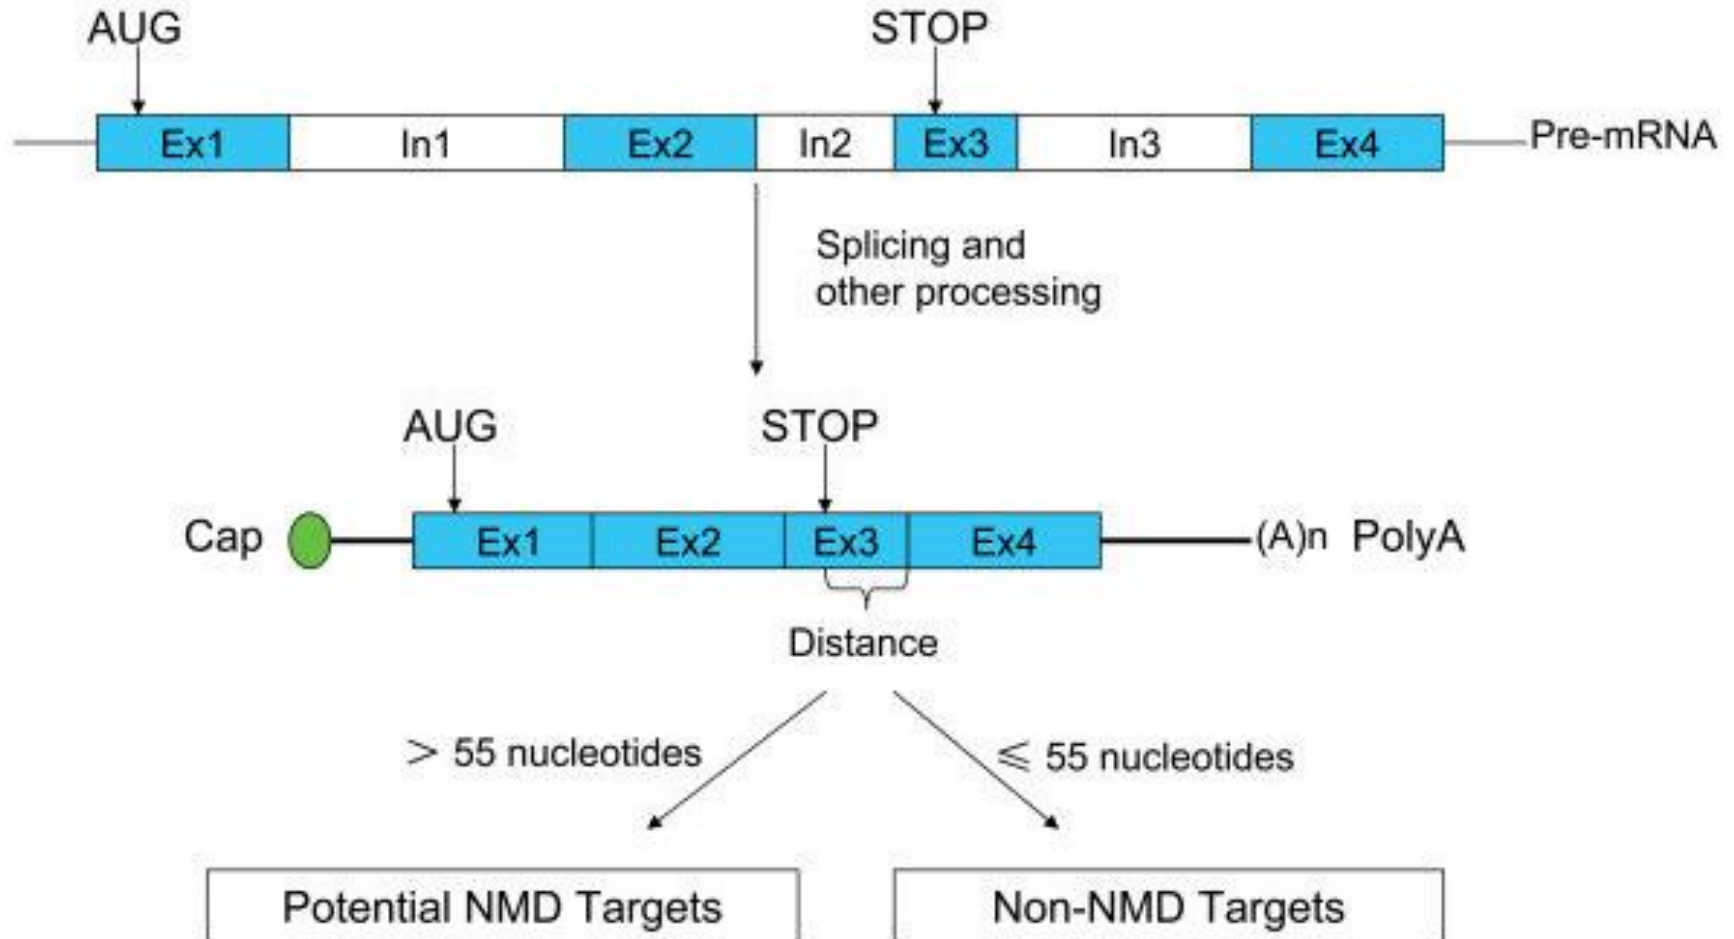 AUG STOP
Ex1 In1 Ex2 In2 Ex3 In3 Ex4 Pre-mRNA
Splicing and
other processing
AUG STOP
Cap Ex1 Ex2 Ex3 Ex4 (A)n PolyA
Distance
> 55 nucleotides ⩽ 55 nucleotides
Potential NMD Targets Non-NMD Targets